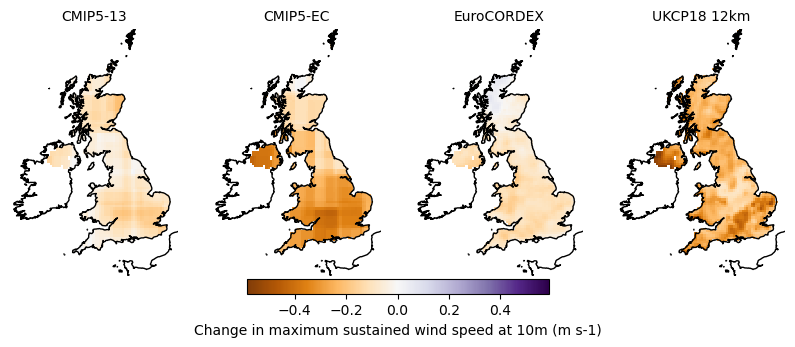 CMIP5-13 CMIP5-EC EuroCORDEX UKCP18 12km
−0.4 −0.2 0.0 0.2 0.4
Change in maximum sustained wind speed at 10m (m s-1)